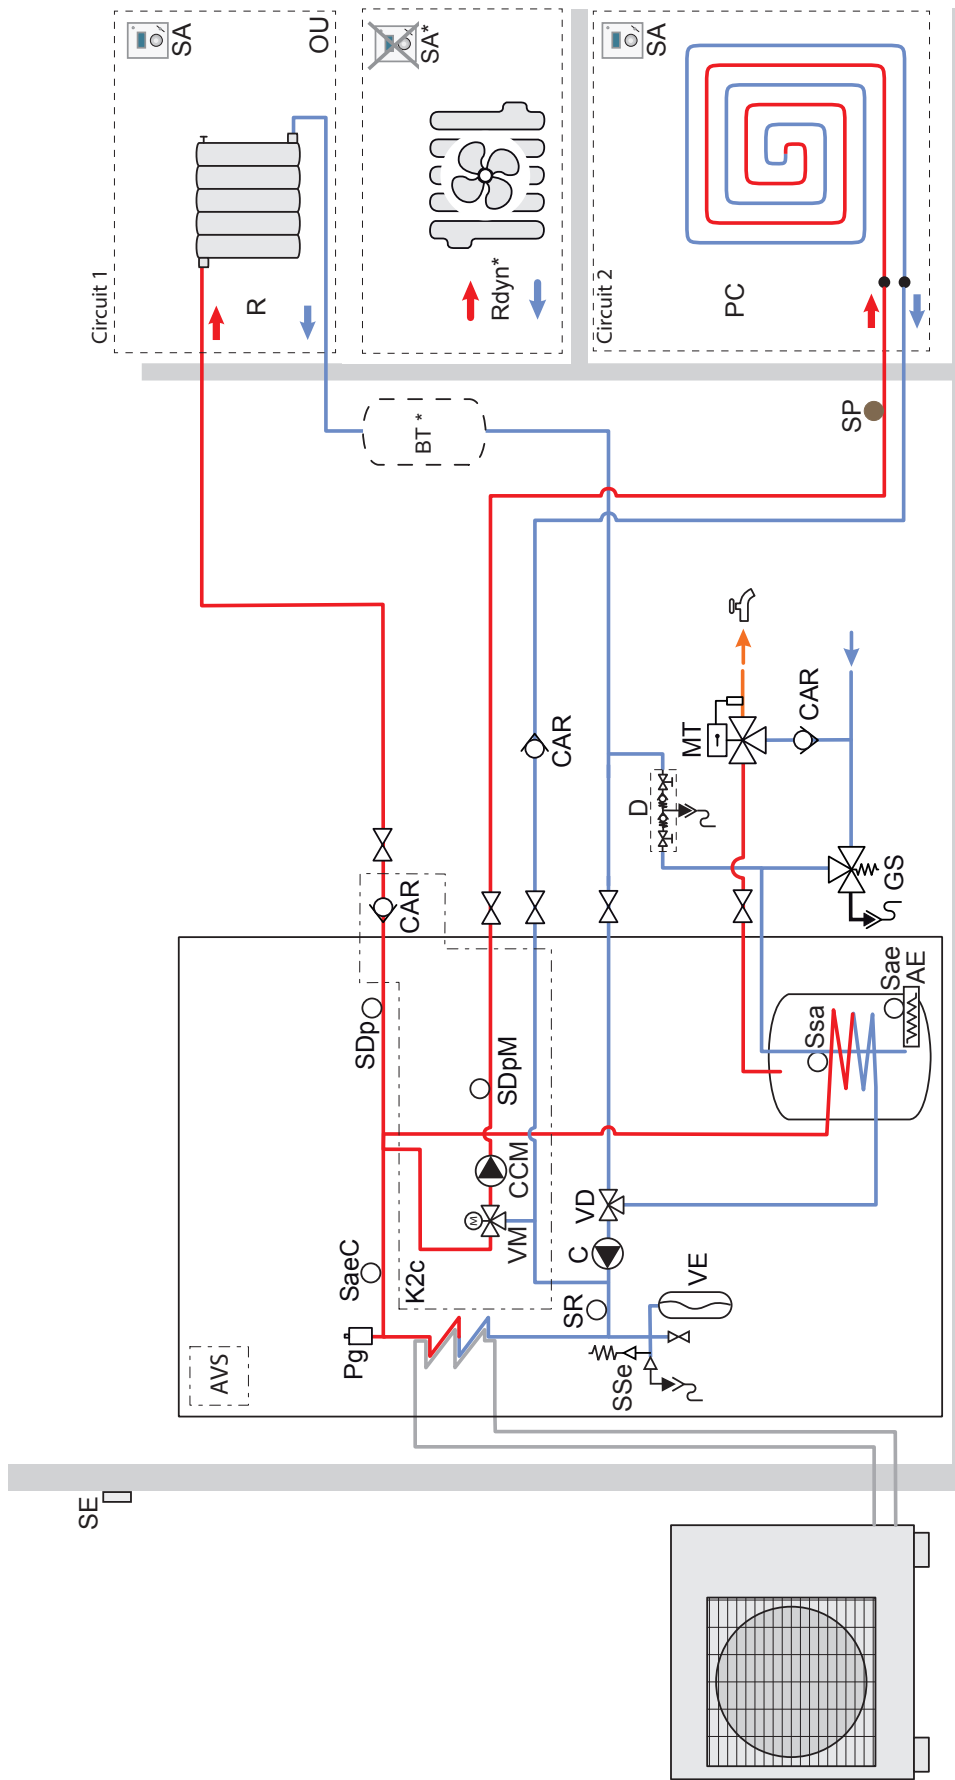 SE
AVS
Pg
SaeC
K2c
SSe
SR
VE
C
VD
VM
M
CCM
SDpM
SDp
CAR
Ssa
Sae
AE
GS
D
MT
CAR
CAR
BT *
SP
Circuit 1
R
SA
OU
Rdyn*
SA*
Circuit 2
PC
SA